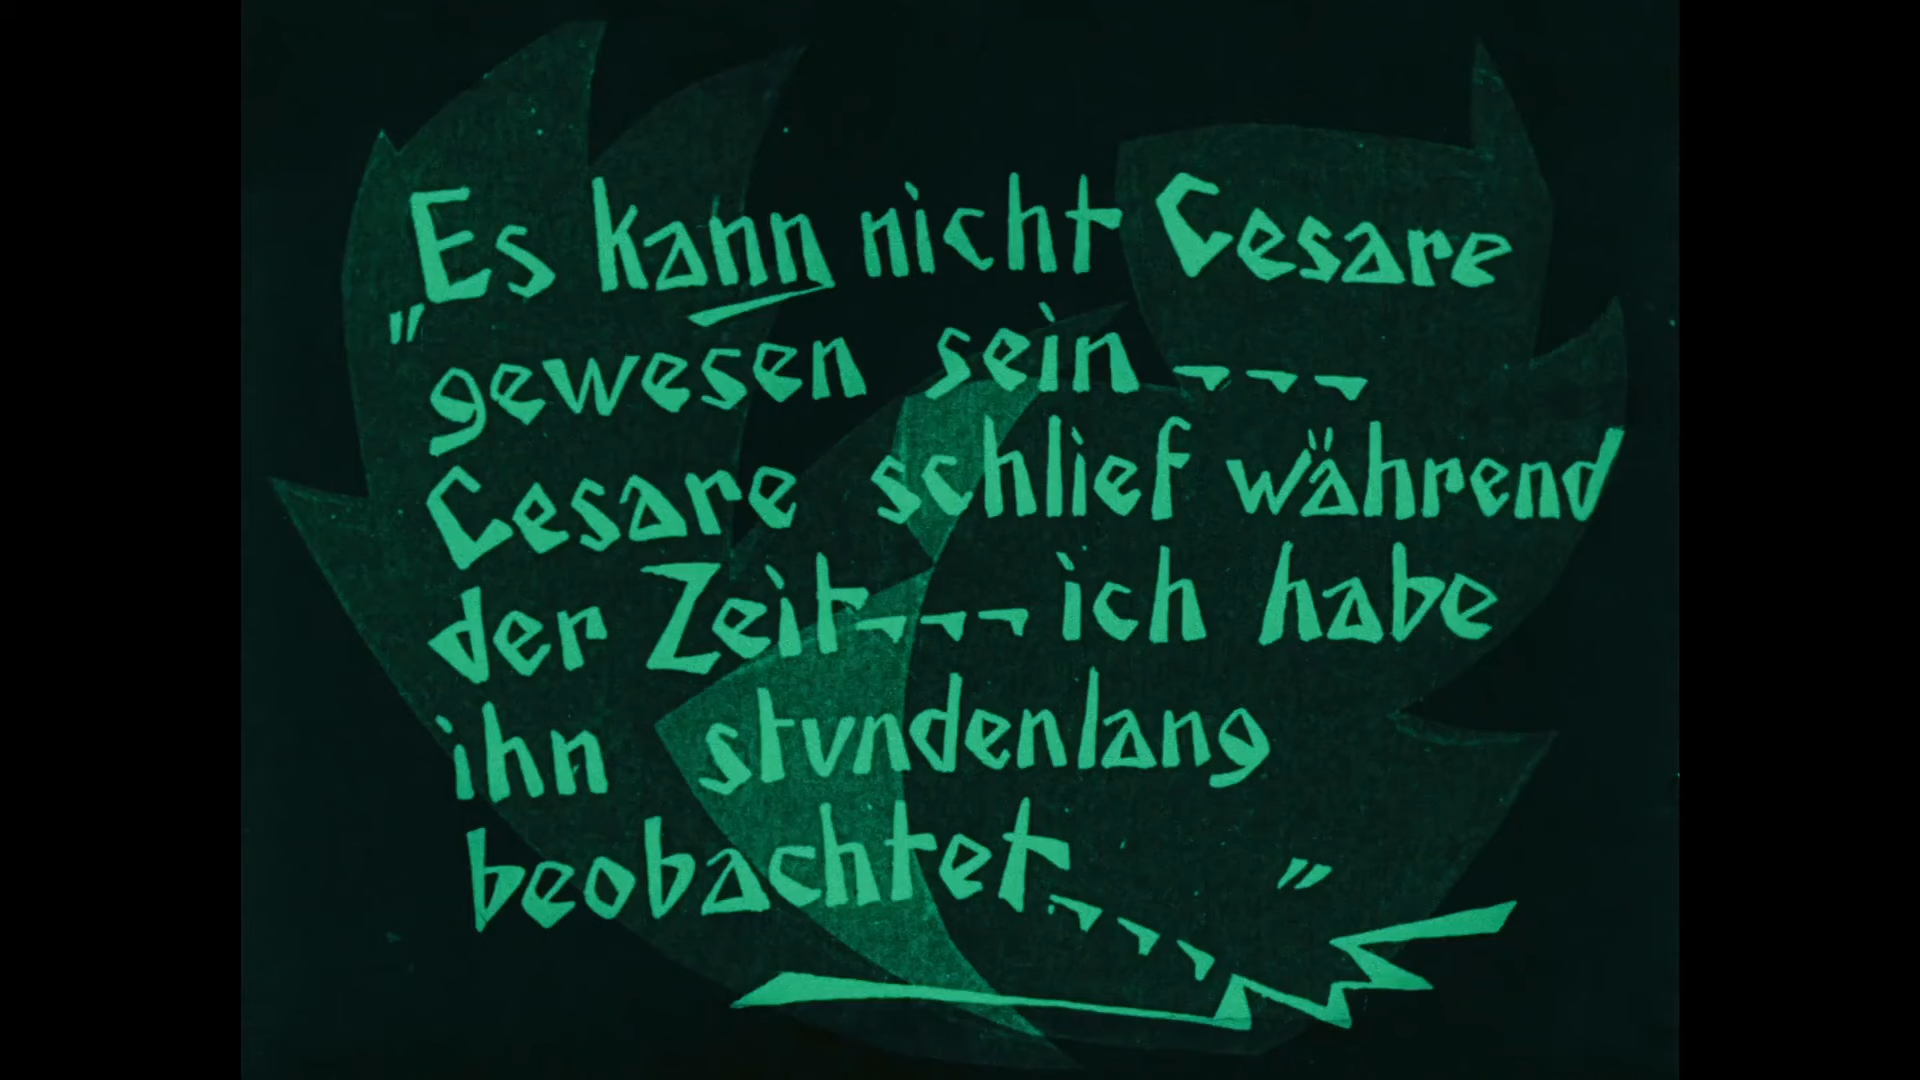 „Es kann nicht Cesare
gewesen sein - - -
Cesare schlief während
der Zeit - - - ich habe
ihn stundenlang
beobachtet - - - "